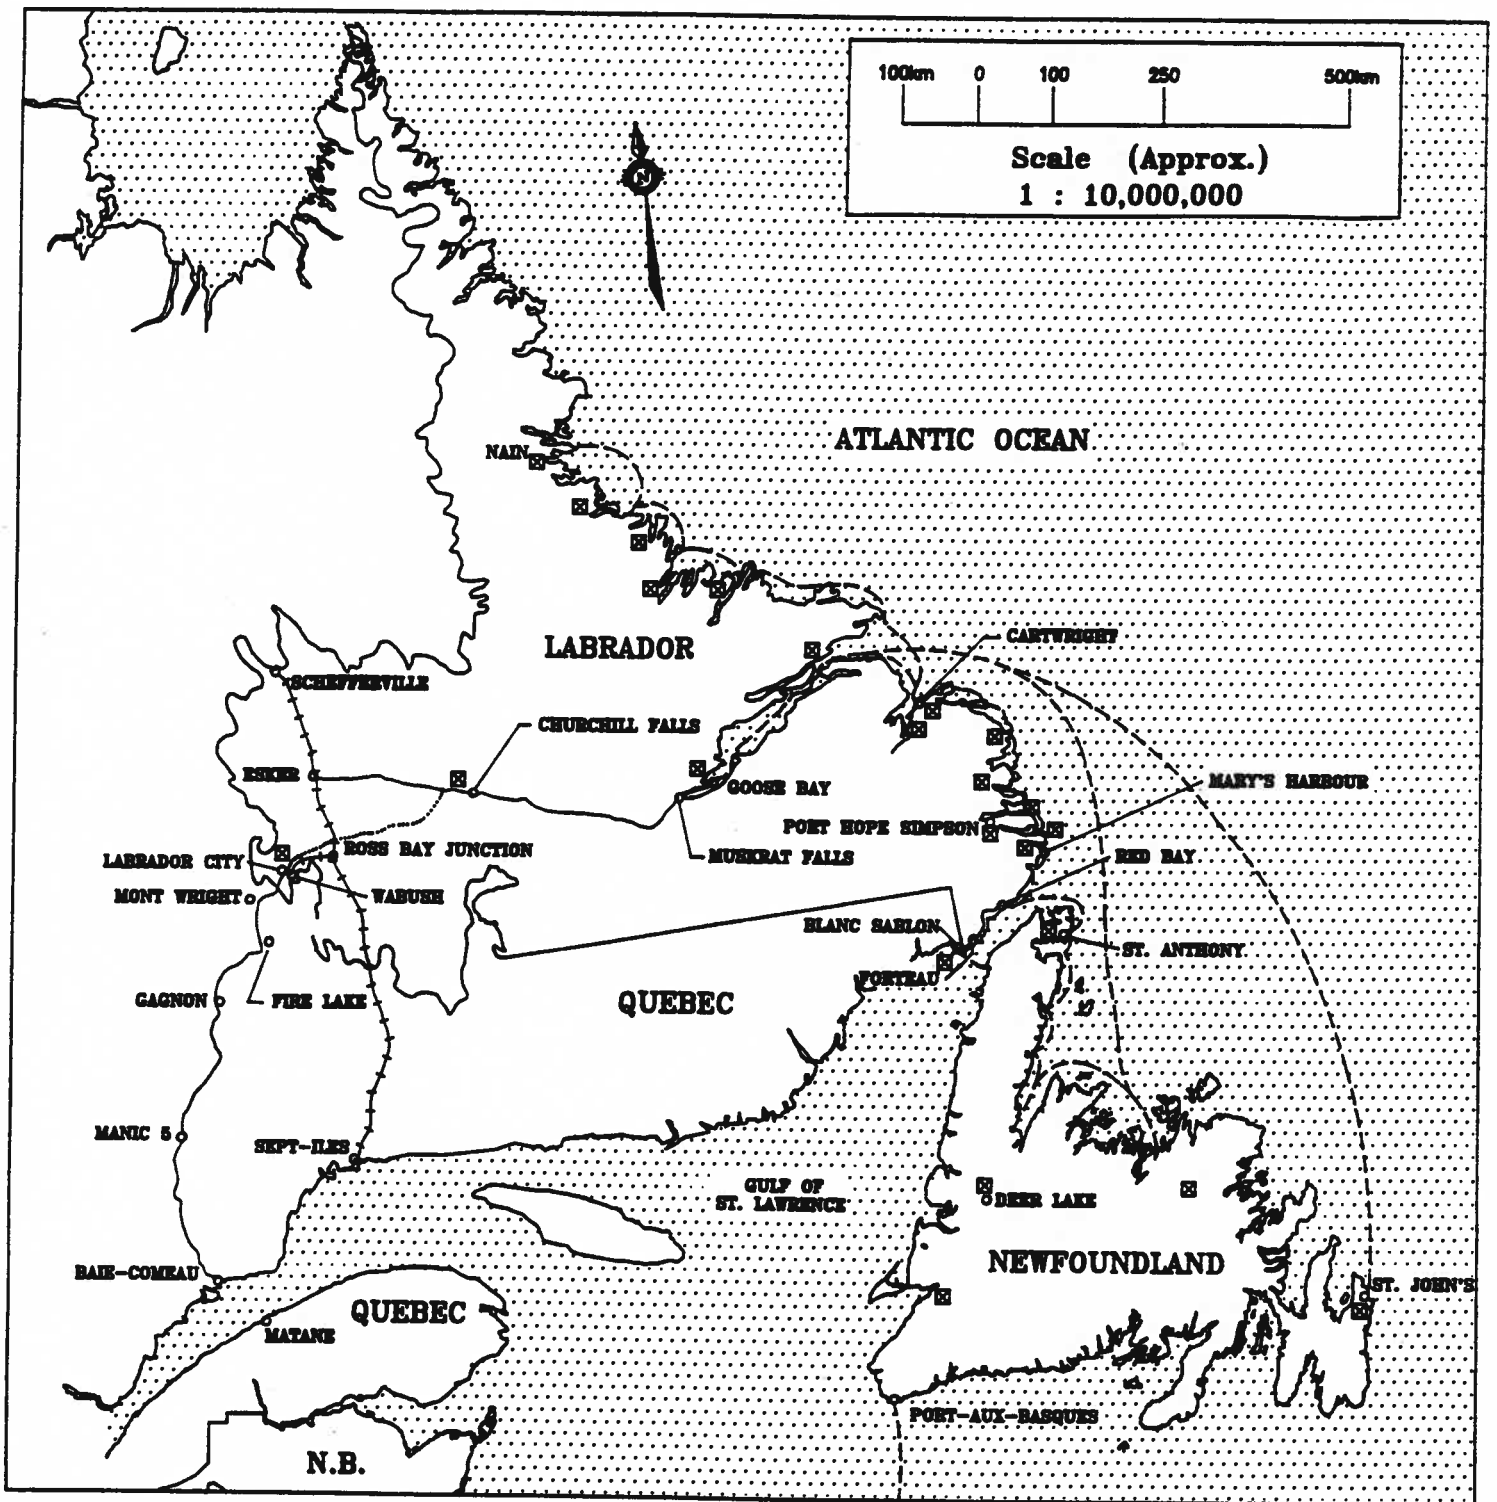 100km 0 100 250 500km
Scale (Approx.)
1 : 10,000,000
N
ATLANTIC OCEAN
NAIN
CARTWRIGHT
LABRADOR
SCHEFFERVILLE
CHURCHILL FALLS
ESKER
GOOSE BAY
MARY'S HARBOUR
PORT HOPE SIMPSON
ROSS BAY JUNCTION
LABRADOR CITY
MUSKRAT FALLS
RED BAY
MONT WRIGHT
WABUSH
BLANC SABLON
ST. ANTHONY
FORTEAU
GAGNON
FIRE LAKE
QUEBEC
MANIC 5
SEPT-ILES
GULF OF
ST. LAWRENCE
DEER LAKE
NEWFOUNDLAND
BAIE-COMEAU
ST. JOHN'S
QUEBEC
MATANE
PORT-AUX-BASQUES
N.B.